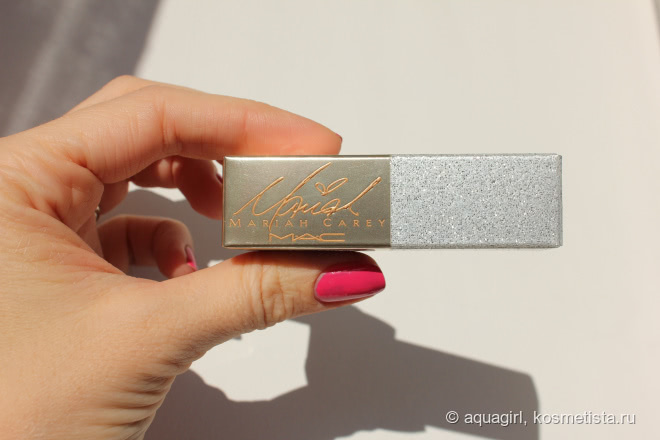 Mariah
MARIAH CAREY
MAC
© aquagirl, kosmetista.ru